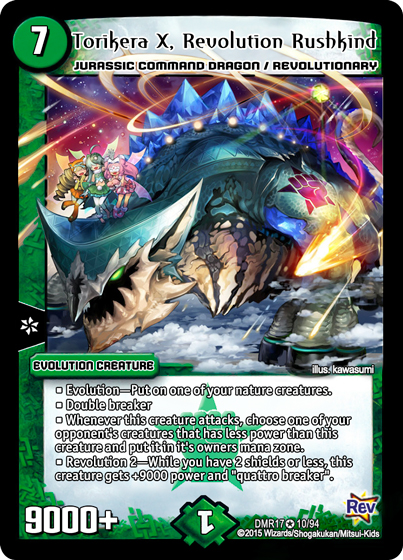 7
Torikera X, Revolution Rushkind
JURASSIC COMMAND DRAGON / REVOLUTIONARY
illus. kawasumi
EVOLUTION CREATURE
▪ Evolution—Put on one of your nature creatures.
▪ Double breaker
▪ Whenever this creature attacks, choose one of your
opponent's creatures that has less power than this
creature and put it in it's owners mana zone.
▪ Revolution 2—While you have 2 shields or less, this
creature gets +9000 power and "quattro breaker".
9000+
1
Rev
DMR17 ✪ 10/94
©2015 Wizards/Shogakukan/Mitsui-Kids